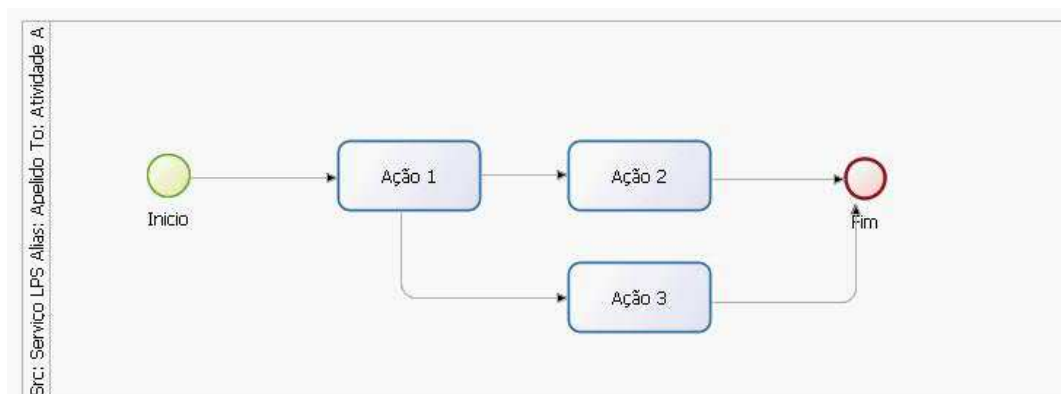 Src: Serviço LPS Alias: Apelido To: Atividade A
Inicio
Ação 1
Ação 2
Fim
Ação 3